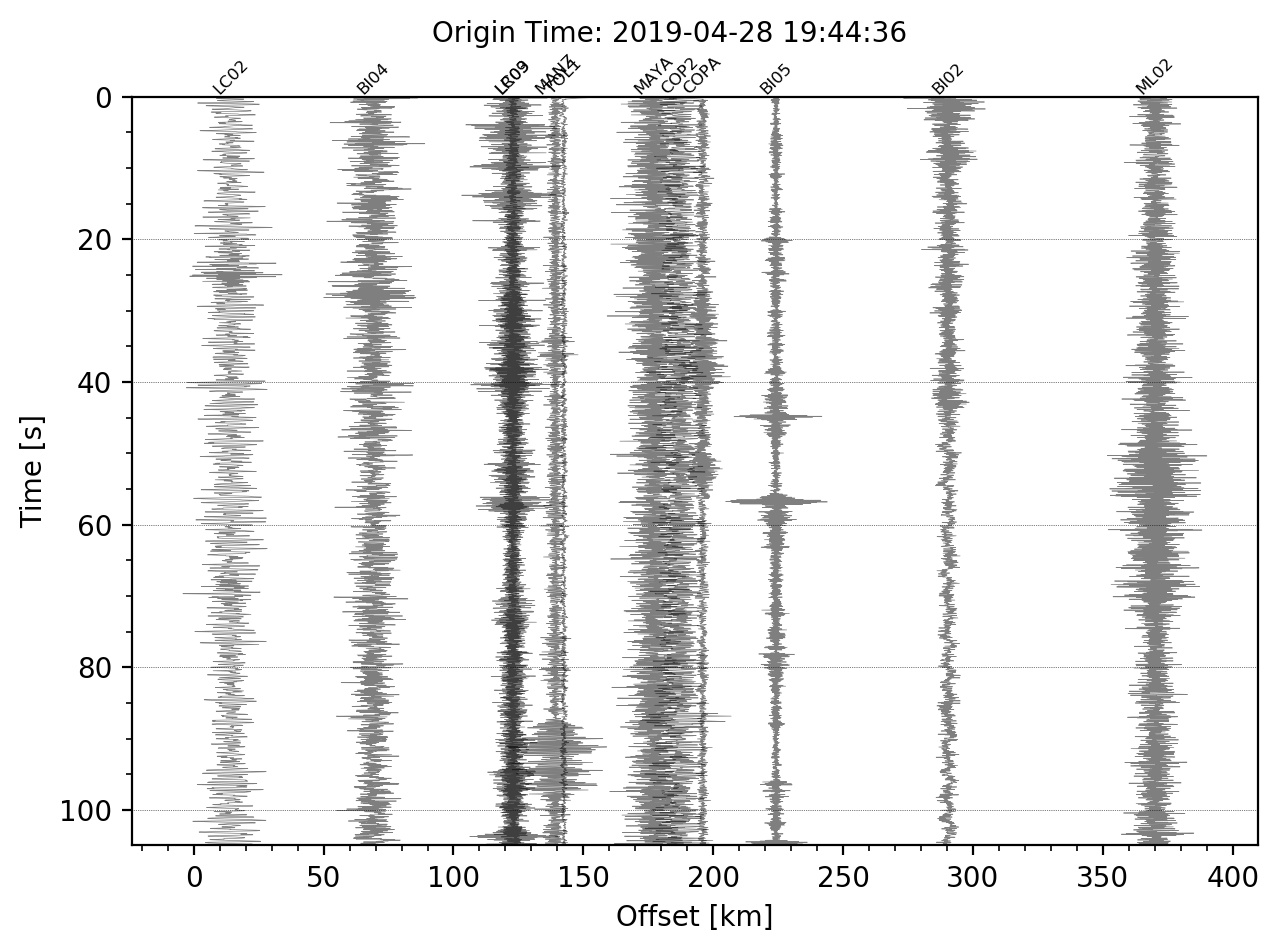 Origin Time: 2019-04-28 19:44:36
LC02 BI04 MANZ MAYA COP2 COPA BI05 BI02 ML02
0
20
40
60
80
100
Time [s]
0 50 100 150 200 250 300 350 400
Offset [km]